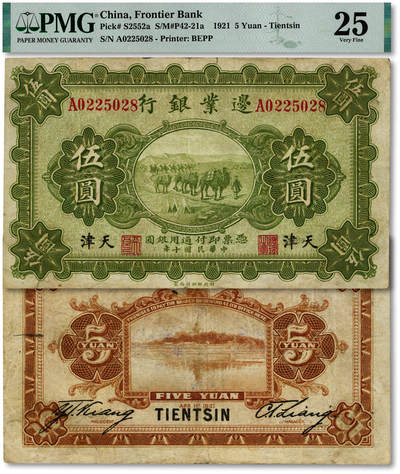 PMG
PAPER MONEY GUARANTY
China, Frontier Bank
Pick# S2552a S/M#P42-21a 1921 5 Yuan - Tientsin
S/N A0225028 - Printer: BEPP
25
Very Fine
伍圓
伍圓
邊業銀行
A0225028
A0225028
伍圓
伍圓
憑票即付通用銀圓
中華民國十年
天津
天津
伍圓
伍圓
5
YUAN
5
YUAN
FIVE YUAN
TIENTSIN